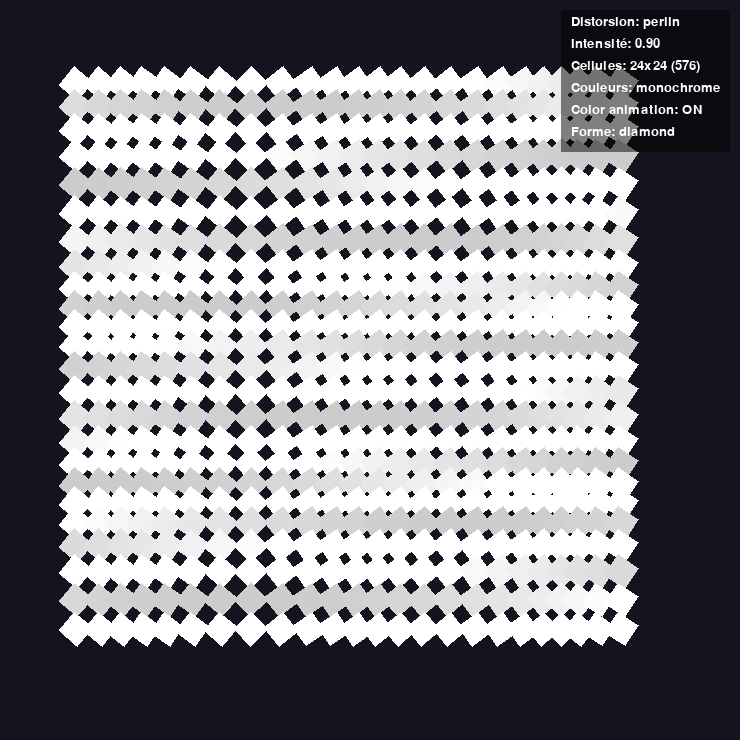 Distorsion: perlin
Intensité: 0.90
Cellules: 24x24 (576)
Couleurs: monochrome
Color animation: ON
Forme: diamond